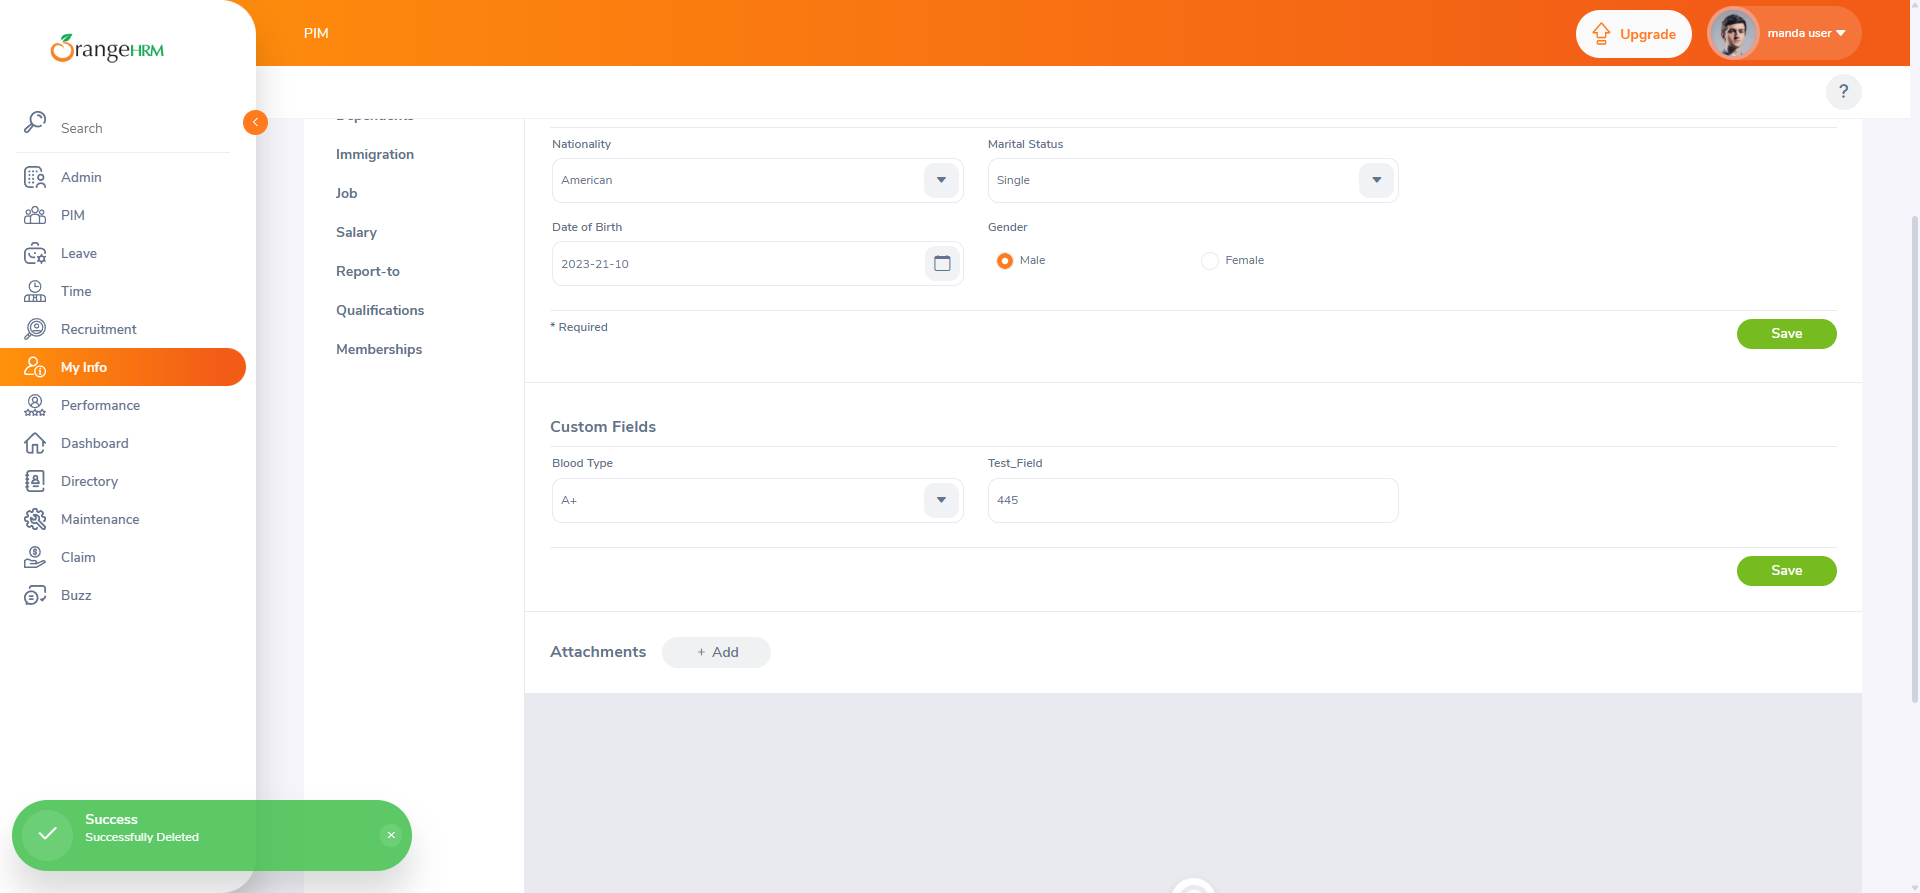 OrangeHRM
PIM
Upgrade
manda user
?
Search
Admin
PIM
Leave
Time
Recruitment
My Info
Performance
Dashboard
Directory
Maintenance
Claim
Buzz
Dependents
Immigration
Job
Salary
Report-to
Qualifications
Memberships
Nationality
American
Marital Status
Single
Date of Birth
2023-21-10
Gender
Male
Female
* Required
Save
Custom Fields
Blood Type
A+
Test_Field
445
Save
Attachments
+ Add
Success
Successfully Deleted
×